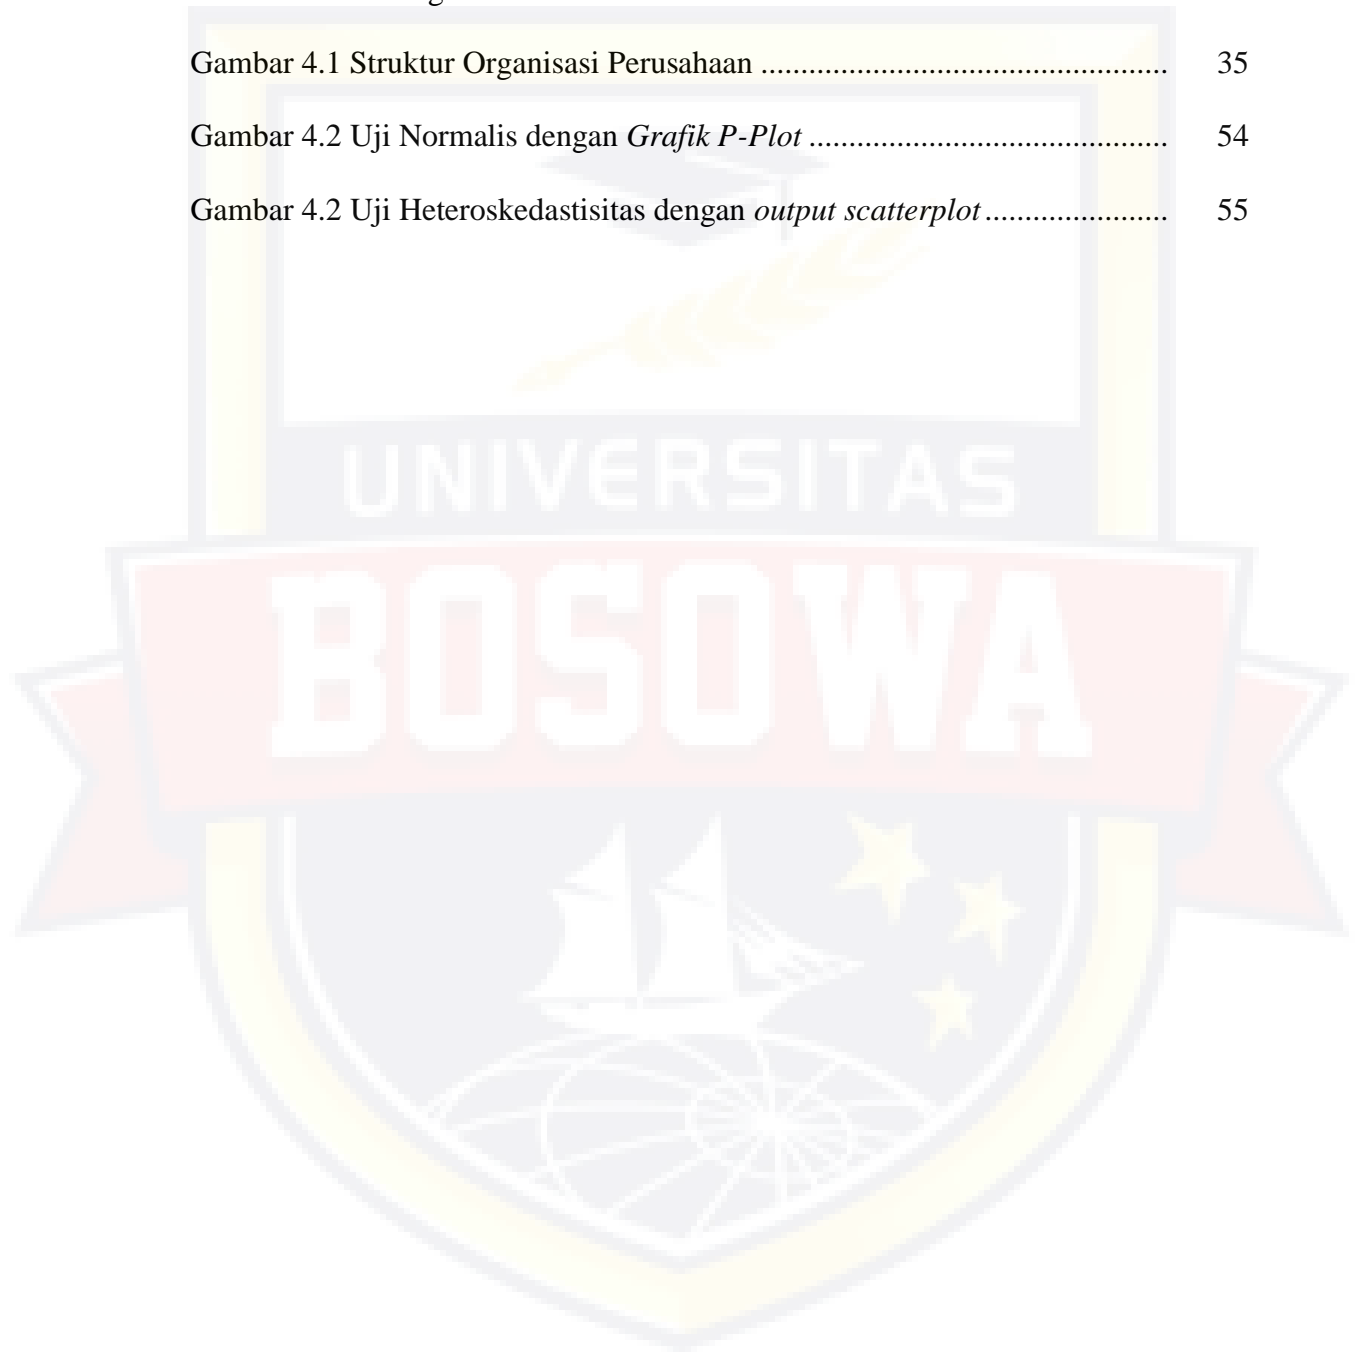 Gambar 4.1 Struktur Organisasi Perusahaan ................................................... 35
Gambar 4.2 Uji Normalis dengan Grafik P-Plot ............................................. 54
Gambar 4.2 Uji Heteroskedastisitas dengan output scatterplot ....................... 55
UNIVERSITAS
BOSOWA